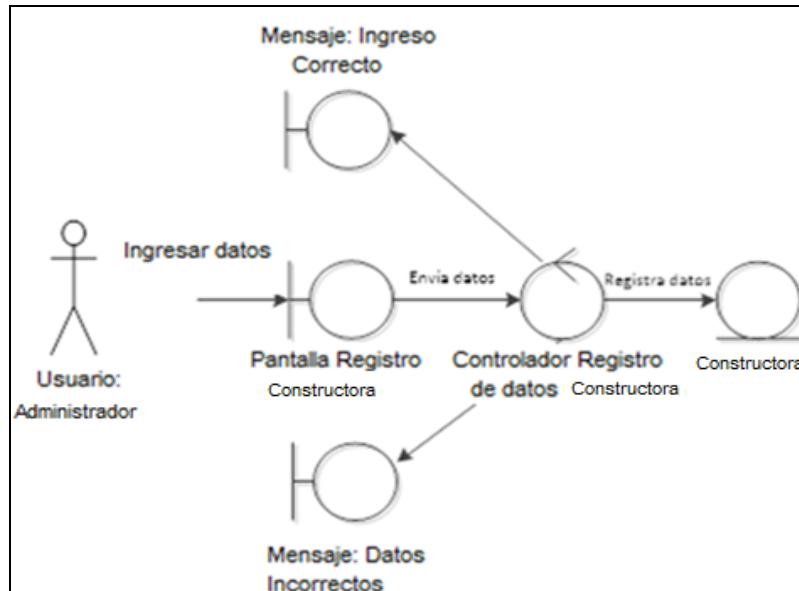 Mensaje: Ingreso
Correcto
Ingresar datos
Envia datos
Registra datos
Usuario:
Administrador
Pantalla Registro
Constructora
Controlador Registro
de datos Constructora
Constructora
Mensaje: Datos
Incorrectos